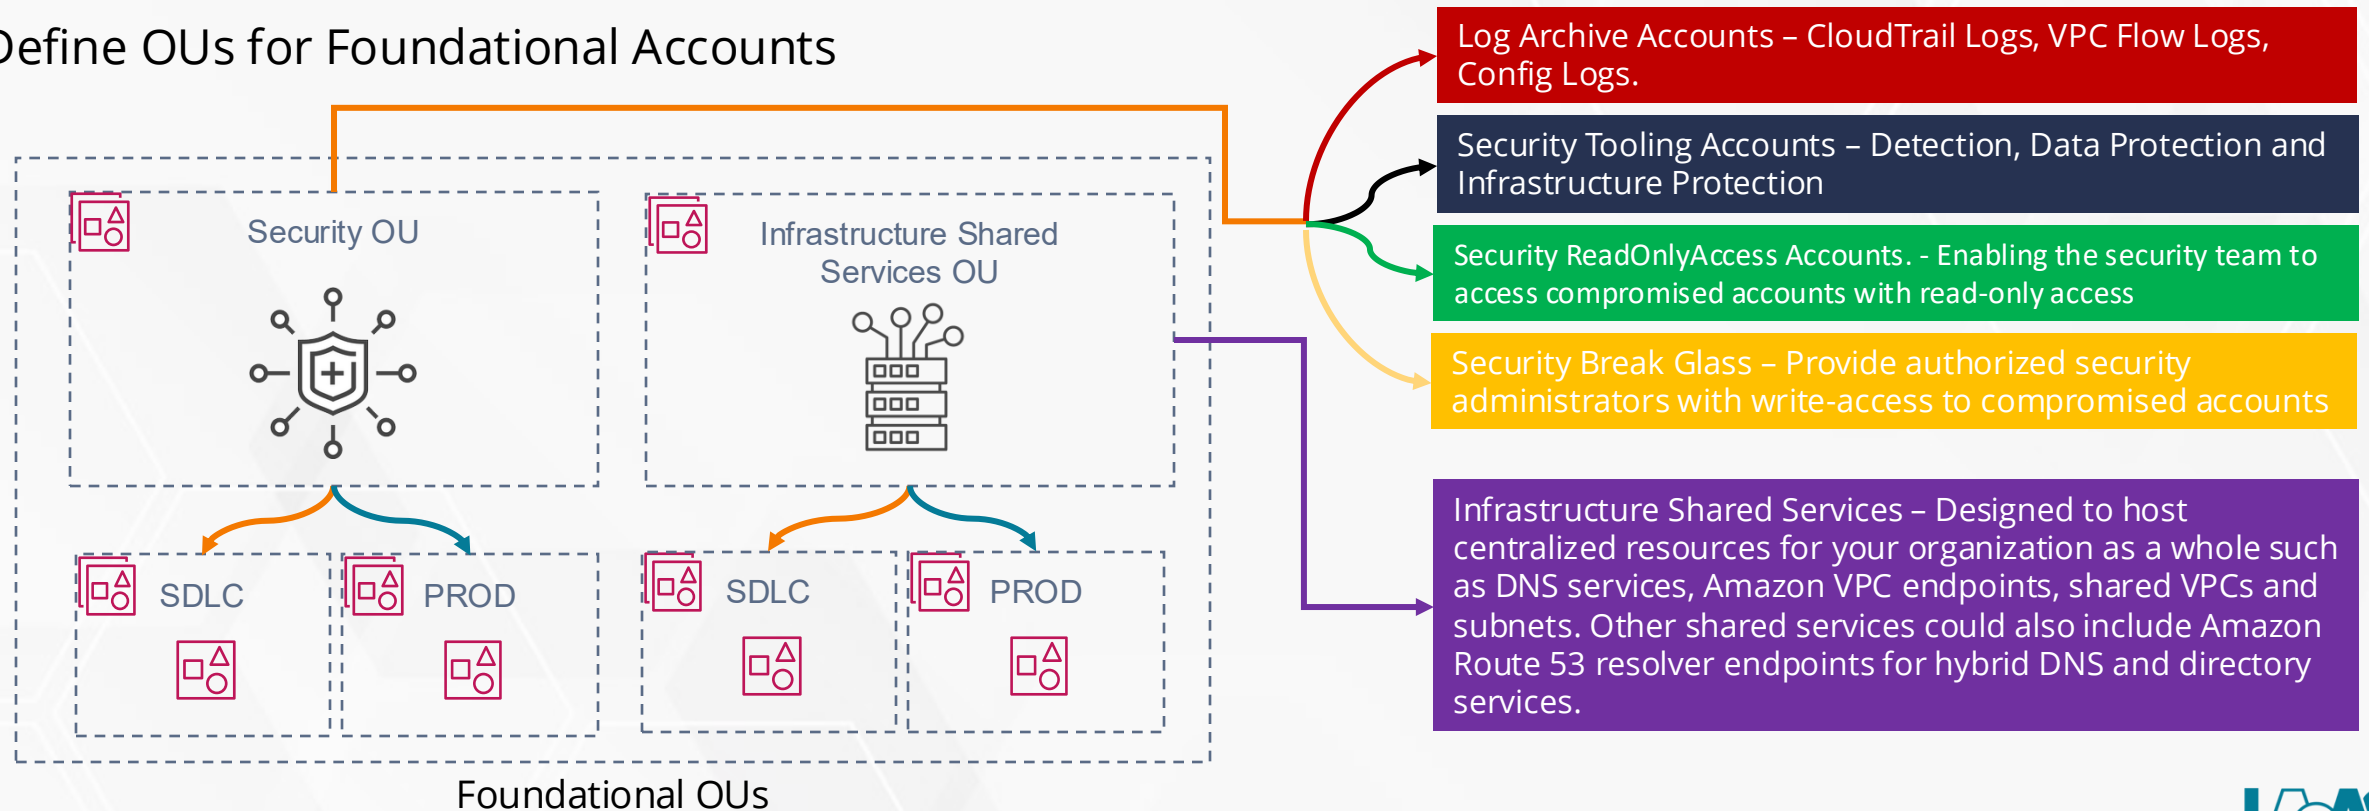 Define OUs for Foundational Accounts
Security OU
Infrastructure Shared
Services OU
SDLC
PROD
SDLC
PROD
Foundational OUs
Log Archive Accounts – CloudTrail Logs, VPC Flow Logs,
Config Logs.
Security Tooling Accounts – Detection, Data Protection and
Infrastructure Protection
Security ReadOnlyAccess Accounts. - Enabling the security team to
access compromised accounts with read-only access
Security Break Glass – Provide authorized security
administrators with write-access to compromised accounts
Infrastructure Shared Services – Designed to host
centralized resources for your organization as a whole such
as DNS services, Amazon VPC endpoints, shared VPCs and
subnets. Other shared services could also include Amazon
Route 53 resolver endpoints for hybrid DNS and directory
services.